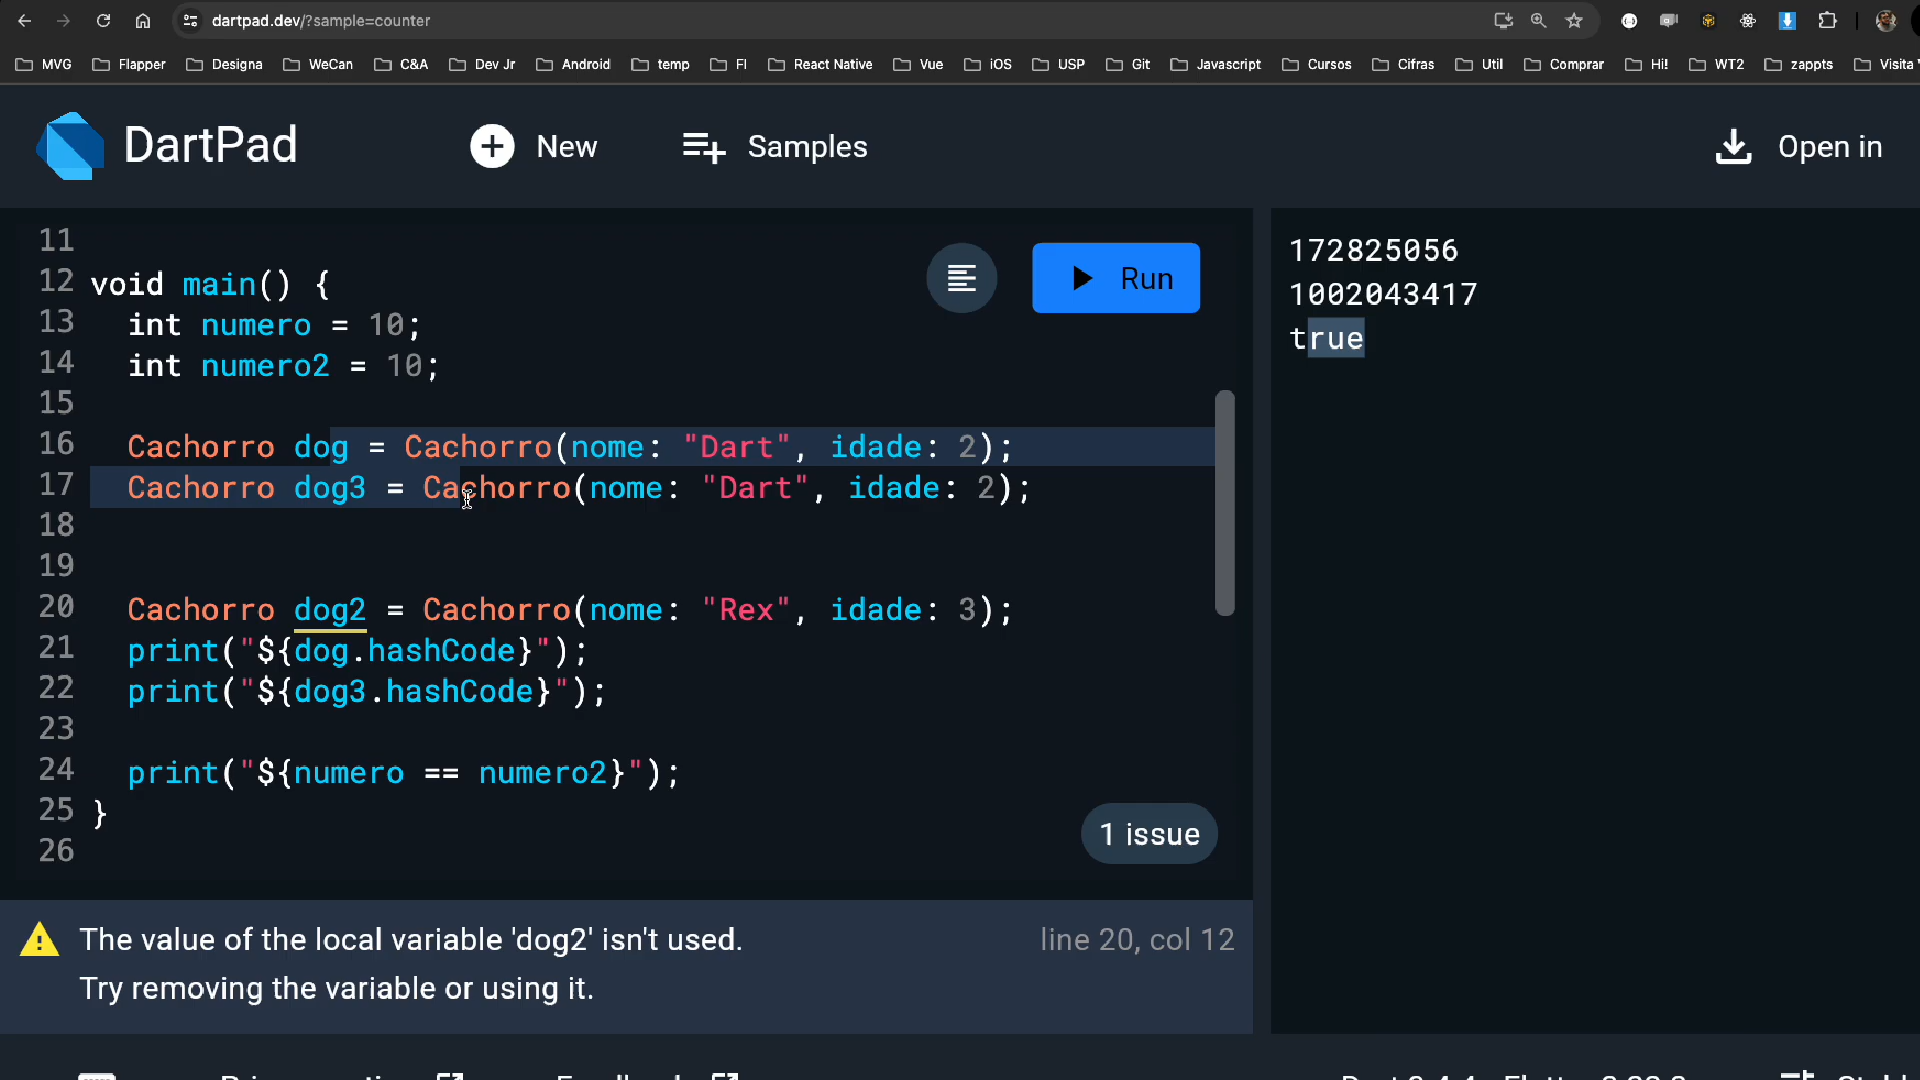 dartpad.dev/?sample=counter
MVG Flapper Designa WeCan C&A Dev Jr Android temp FI React Native Vue iOS USP Git Javascript Cursos Cifras Util Comprar Hi! WT2 zappts Visita
DartPad New Samples Open in
11
12 void main() {
13 int numero = 10;
14 int numero2 = 10;
15
16 Cachorro dog = Cachorro(nome: "Dart", idade: 2);
17 Cachorro dog3 = Cachorro(nome: "Dart", idade: 2);
18
19
20 Cachorro dog2 = Cachorro(nome: "Rex", idade: 3);
21 print("${dog.hashCode}");
22 print("${dog3.hashCode}");
23
24 print("${numero == numero2}");
25 }
26
Run
1 issue
172825056
1002043417
true
The value of the local variable 'dog2' isn't used.
line 20, col 12
Try removing the variable or using it.